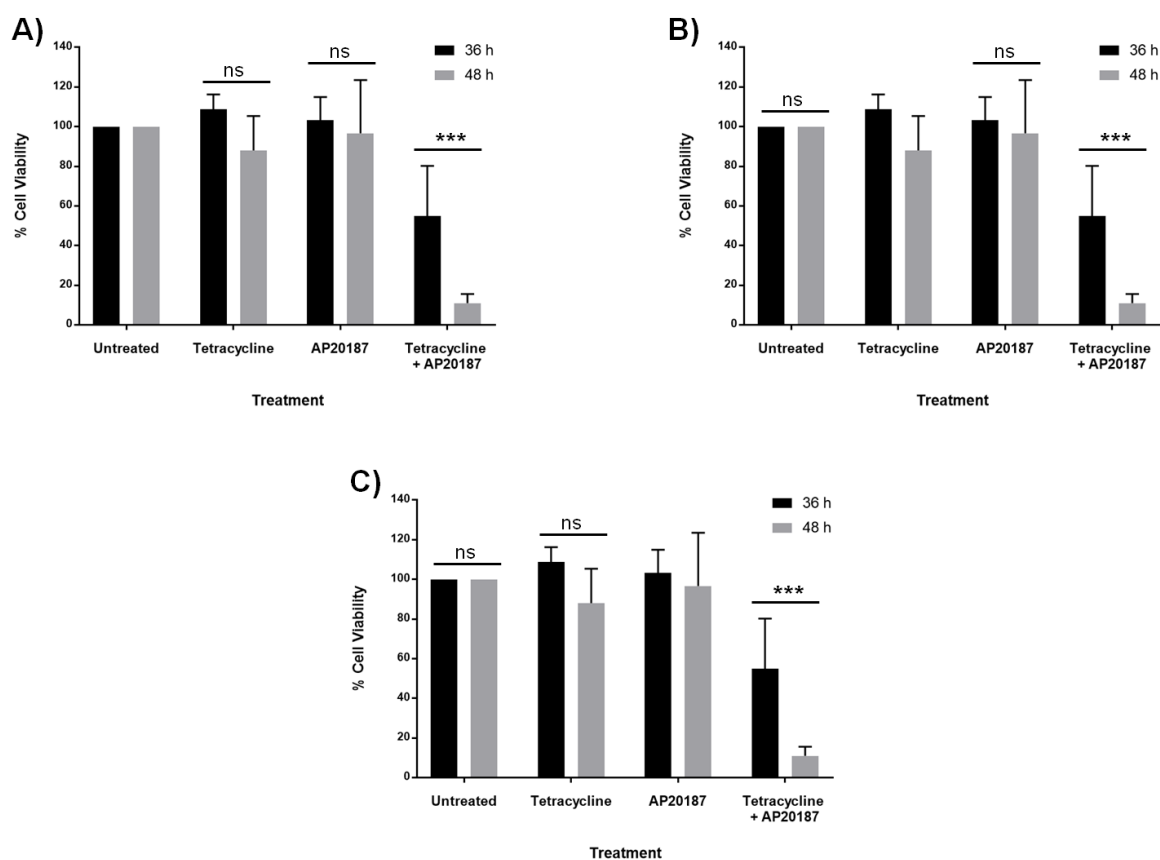 A)
140
120
100
80
60
40
20
0
% Cell Viability
ns
ns
***
36 h
48 h
Untreated
Tetracycline
AP20187
Tetracycline
+ AP20187
Treatment
B)
140
120
100
80
60
40
20
0
% Cell Viability
ns
ns
***
36 h
48 h
Untreated
Tetracycline
AP20187
Tetracycline
+ AP20187
Treatment
C)
140
120
100
80
60
40
20
0
% Cell Viability
ns
ns
***
36 h
48 h
Untreated
Tetracycline
AP20187
Tetracycline
+ AP20187
Treatment